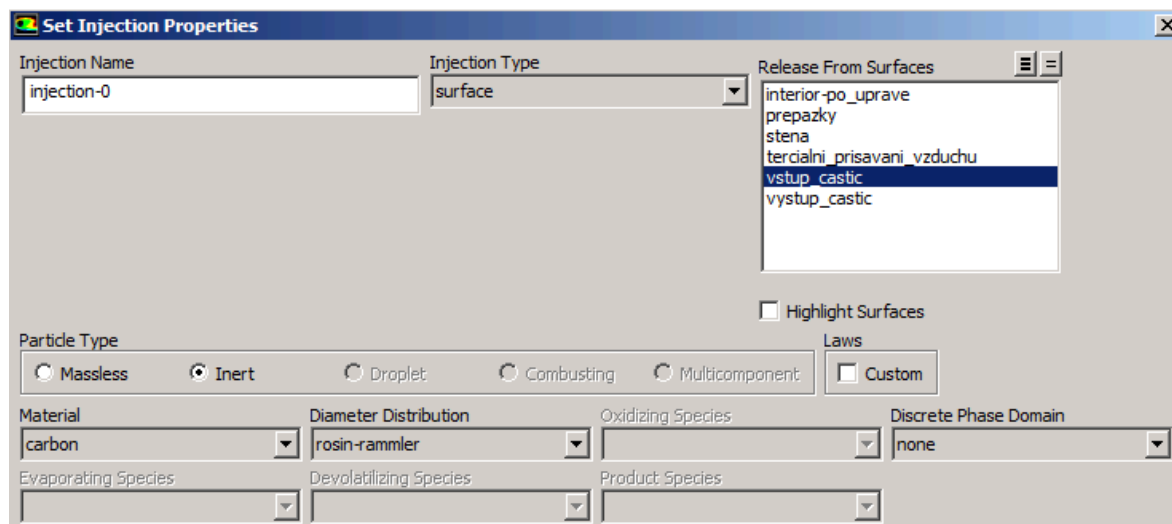 Set Injection Properties
Injection Name
Injection Type
Release From Surfaces
injection-0
surface
interior-po_uprave
prepazky
stena
tercialni_prisavani_vzduchu
vstup_castic
vystup_castic
Highlight Surfaces
Particle Type
Laws
Massless
Inert
Droplet
Combusting
Multicomponent
Custom
Material
Diameter Distribution
Oxidizing Species
Discrete Phase Domain
carbon
rosin-rammler
none
Evaporating Species
Devolatilizing Species
Product Species